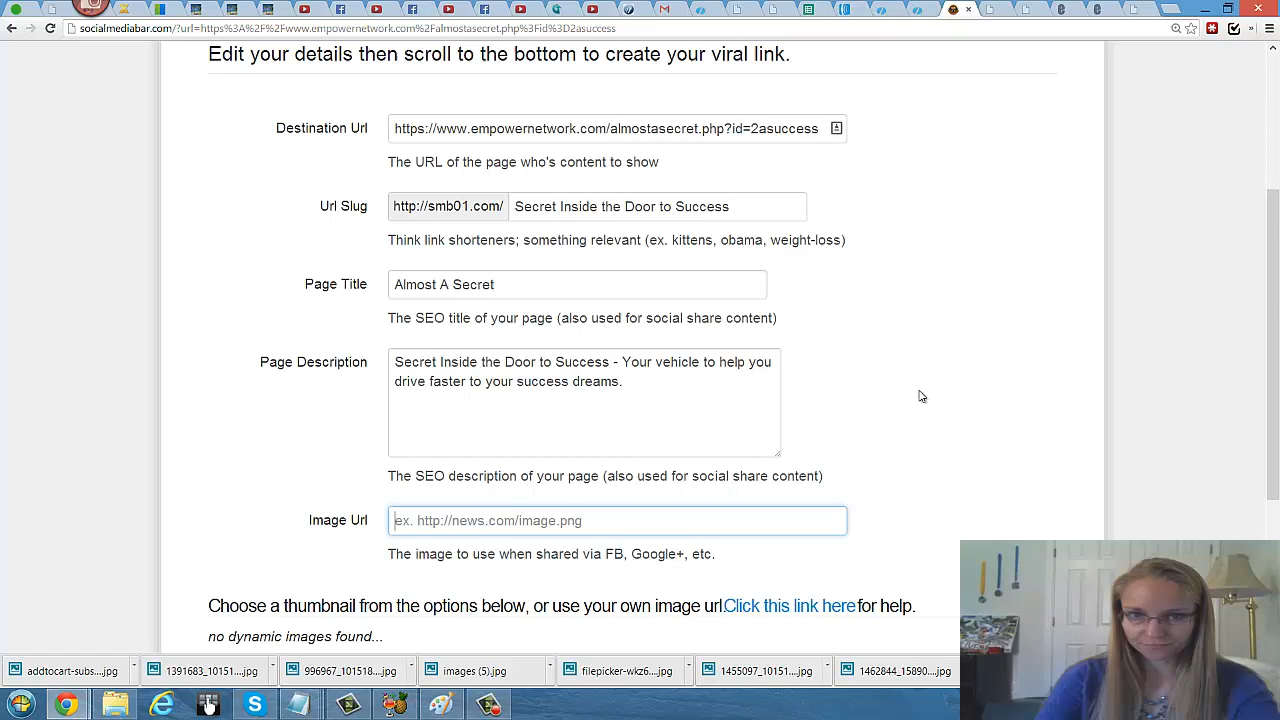 socialmediabar.com/?url=https%3A%2F%2Fwww.empowernetwork.com%2Falmostasecret.php%3Fid%3D2asuccess
Edit your details then scroll to the bottom to create your viral link.
Destination Url
https://www.empowernetwork.com/almostasecret.php?id=2asuccess
The URL of the page who's content to show
Url Slug
http://smb01.com/
Secret Inside the Door to Success
Think link shorteners; something relevant (ex. kittens, obama, weight-loss)
Page Title
Almost A Secret
The SEO title of your page (also used for social share content)
Page Description
Secret Inside the Door to Success - Your vehicle to help you
drive faster to your success dreams.
The SEO description of your page (also used for social share content)
Image Url
ex. http://news.com/image.png
The image to use when shared via FB, Google+, etc.
Choose a thumbnail from the options below, or use your own image url.Click this link here for help.
no dynamic images found...
addtocart-subs....jpg
1391683_10151....jpg
996967_101518....jpg
images (5).jpg
filepicker-wkz6....jpg
1455097_10151....jpg
1462844_15890....jpg